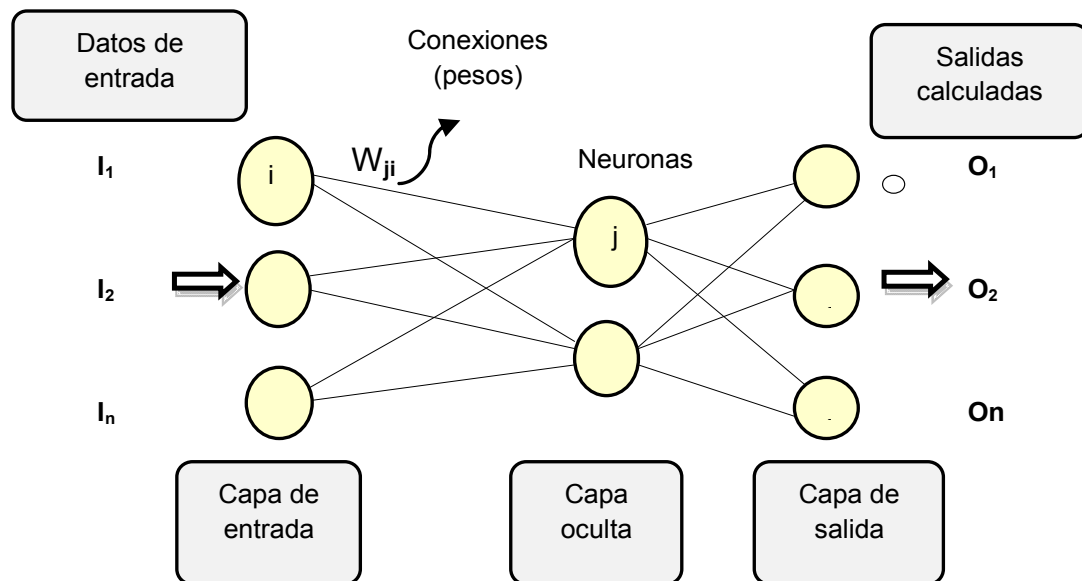 Datos de
entrada
Conexiones
(pesos)
Salidas
calculadas
I₁
i
Wⱼᵢ
Neuronas
O₁
j
I₂
O₂
Iₙ
On
Capa de
entrada
Capa
oculta
Capa de
salida